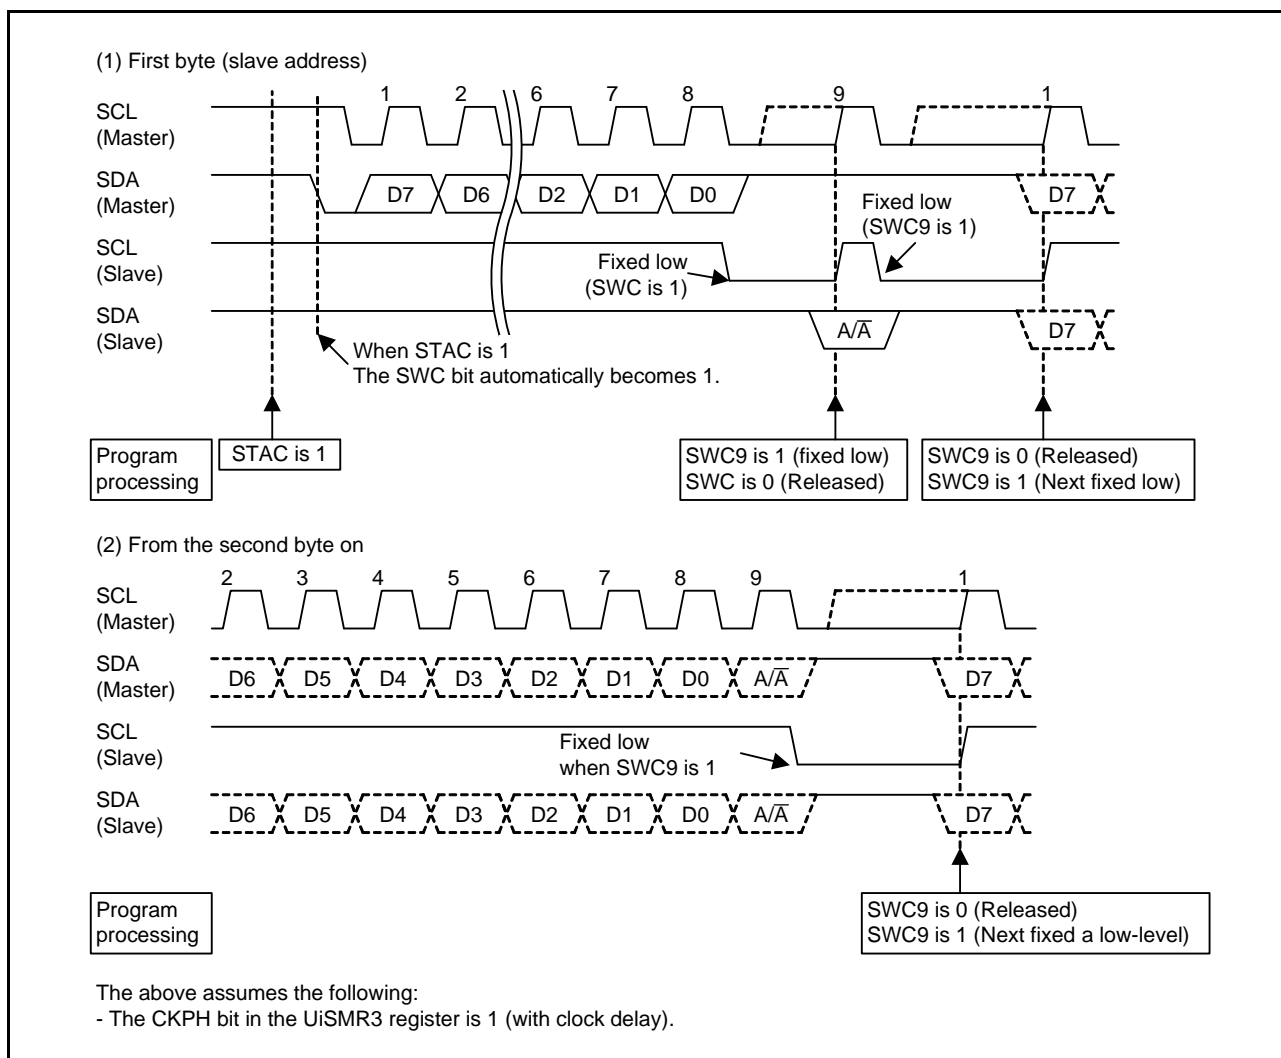 (1) First byte (slave address)
1 2 6 7 8 9 1
SCL
(Master)
SDA
(Master)
D7 D6 D2 D1 D0 D7
Fixed low
(SWC9 is 1)
SCL
(Slave)
Fixed low
(SWC is 1)
SDA
(Slave)
A/A̅ D7
When STAC is 1
The SWC bit automatically becomes 1.
Program
processing
STAC is 1
SWC9 is 1 (fixed low)
SWC is 0 (Released)
SWC9 is 0 (Released)
SWC9 is 1 (Next fixed low)
(2) From the second byte on
2 3 4 5 6 7 8 9 1
SCL
(Master)
SDA
(Master)
D6 D5 D4 D3 D2 D1 D0 A/A̅ D7
SCL
(Slave)
Fixed low
when SWC9 is 1
SDA
(Slave)
D6 D5 D4 D3 D2 D1 D0 A/A̅ D7
Program
processing
SWC9 is 0 (Released)
SWC9 is 1 (Next fixed a low-level)
The above assumes the following:
- The CKPH bit in the UiSMR3 register is 1 (with clock delay).